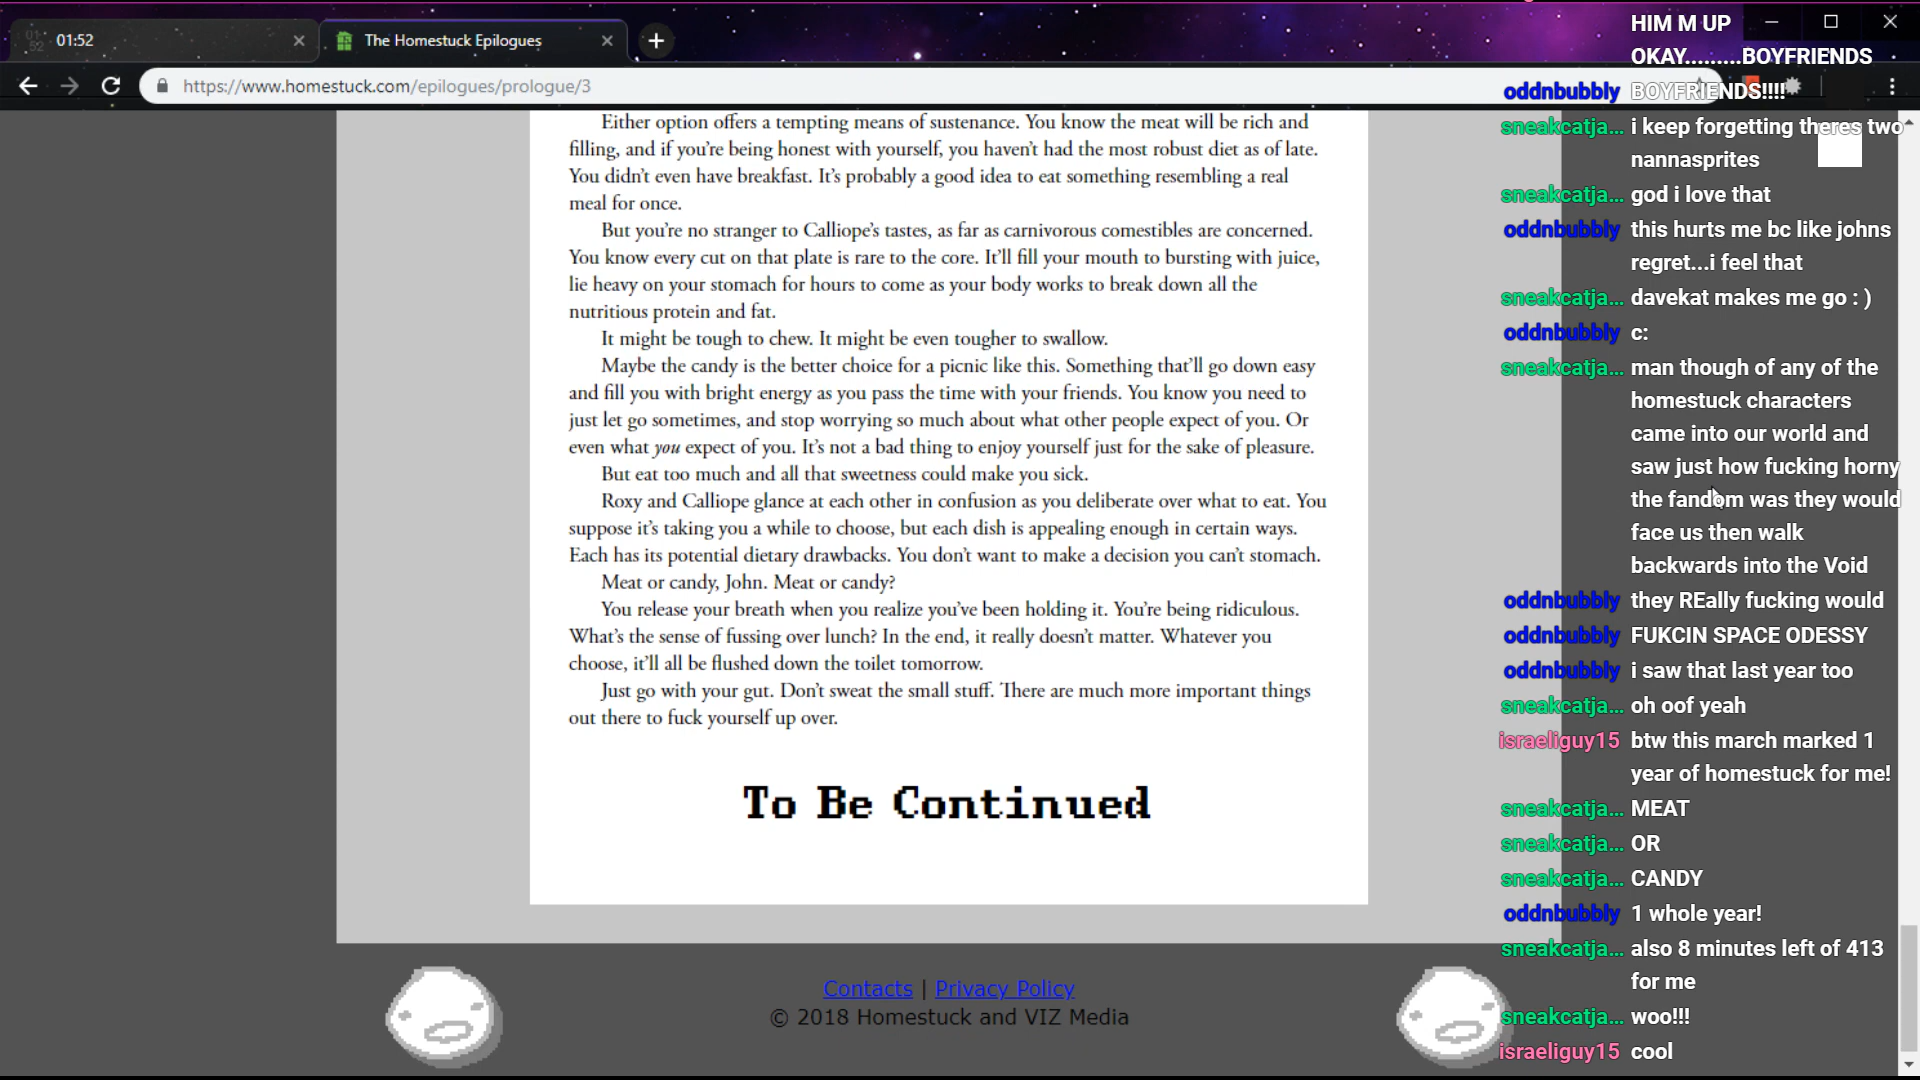 01:52
The Homestuck Epilogues
https://www.homestuck.com/epilogues/prologue/3
Either option offers a tempting means of sustenance. You know the meat will be rich and
filling, and if you’re being honest with yourself, you haven’t had the most robust diet as of late.
You didn’t even have breakfast. It’s probably a good idea to eat something resembling a real
meal for once.
But you’re no stranger to Calliope’s tastes, as far as carnivorous comestibles are concerned.
You know every cut on that plate is rare to the core. It’ll fill your mouth to bursting with juice,
lie heavy on your stomach for hours to come as your body works to break down all the
nutritious protein and fat.
It might be tough to chew. It might be even tougher to swallow.
Maybe the candy is the better choice for a picnic like this. Something that’ll go down easy
and fill you with bright energy as you pass the time with your friends. You know you need to
just let go sometimes, and stop worrying so much about what other people expect of you. Or
even what you expect of you. It’s not a bad thing to enjoy yourself just for the sake of pleasure.
But eat too much and all that sweetness could make you sick.
Roxy and Calliope glance at each other in confusion as you deliberate over what to eat. You
suppose it’s taking you a while to choose, but each dish is appealing enough in certain ways.
Each has its potential dietary drawbacks. You don’t want to make a decision you can’t stomach.
Meat or candy, John. Meat or candy?
You release your breath when you realize you’ve been holding it. You’re being ridiculous.
What’s the sense of fussing over lunch? In the end, it really doesn’t matter. Whatever you
choose, it’ll all be flushed down the toilet tomorrow.
Just go with your gut. Don’t sweat the small stuff. There are much more important things
out there to fuck yourself up over.
To Be Continued
Contacts | Privacy Policy
© 2018 Homestuck and VIZ Media
HIM M UP
OKAY.........BOYFRIENDS
oddnbubbly BOYFRIENDS!!!!
sneakcatja... i keep forgetting theres two
nannasprites
sneakcatja... god i love that
oddnbubbly this hurts me bc like johns
regret...i feel that
sneakcatja... davekat makes me go : )
oddnbubbly c:
sneakcatja... man though of any of the
homestuck characters
came into our world and
saw just how fucking horny
the fandom was they would
face us then walk
backwards into the Void
oddnbubbly they REally fucking would
oddnbubbly FUKCIN SPACE ODESSY
oddnbubbly i saw that last year too
sneakcatja... oh oof yeah
israeliguy15 btw this march marked 1
year of homestuck for me!
sneakcatja... MEAT
sneakcatja... OR
sneakcatja... CANDY
oddnbubbly 1 whole year!
sneakcatja... also 8 minutes left of 413
for me
sneakcatja... woo!!!
israeliguy15 cool